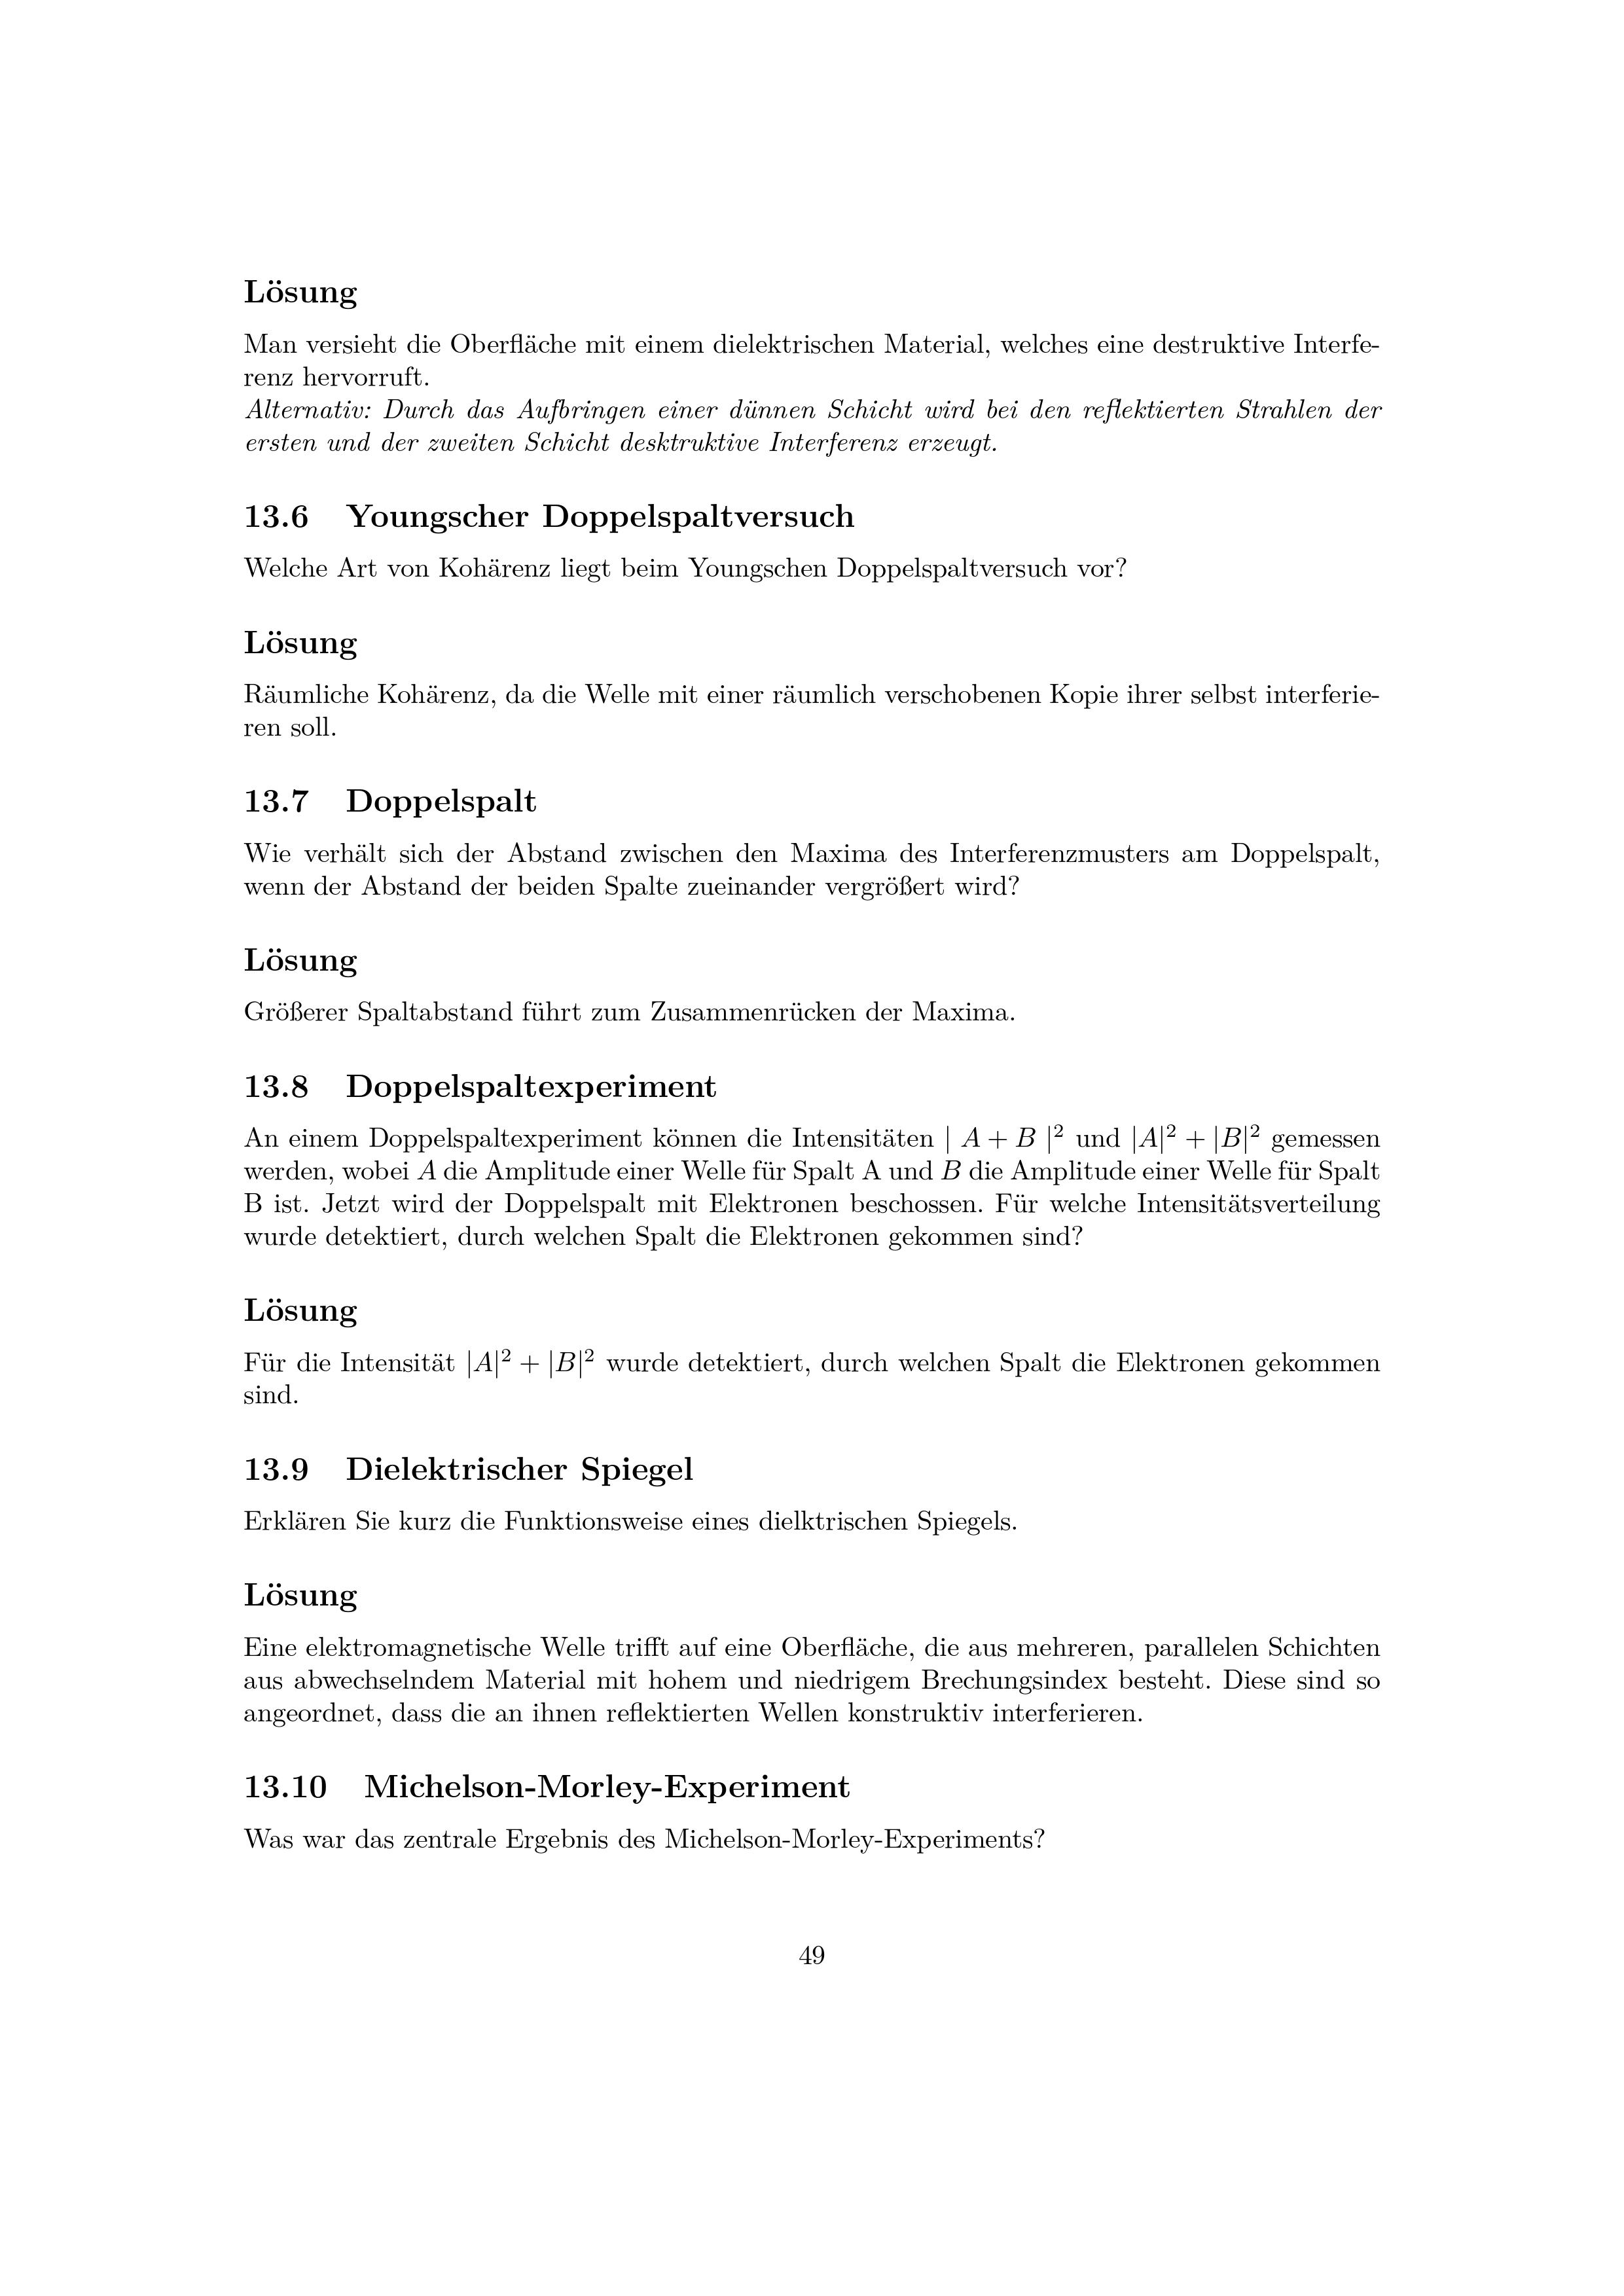 Lösung
Man versieht die Oberfläche mit einem dielektrischen Material, welches eine destruktive Interfe-
renz hervorruft.
Alternativ: Durch das Aufbringen einer dünnen Schicht wird bei den reflektierten Strahlen der
ersten und der zweiten Schicht desktruktive Interferenz erzeugt.
13.6 Youngscher Doppelspaltversuch
Welche Art von Kohärenz liegt beim Youngschen Doppelspaltversuch vor?
Lösung
Räumliche Kohärenz, da die Welle mit einer räumlich verschobenen Kopie ihrer selbst interferie-
ren soll.
13.7 Doppelspalt
Wie verhält sich der Abstand zwischen den Maxima des Interferenzmusters am Doppelspalt,
wenn der Abstand der beiden Spalte zueinander vergrößert wird?
Lösung
Größerer Spaltabstand führt zum Zusammenrücken der Maxima.
13.8 Doppelspaltexperiment
An einem Doppelspaltexperiment können die Intensitäten | A + B |² und |A|² + |B|² gemessen
werden, wobei A die Amplitude einer Welle für Spalt A und B die Amplitude einer Welle für Spalt
B ist. Jetzt wird der Doppelspalt mit Elektronen beschossen. Für welche Intensitätsverteilung
wurde detektiert, durch welchen Spalt die Elektronen gekommen sind?
Lösung
Für die Intensität |A|² + |B|² wurde detektiert, durch welchen Spalt die Elektronen gekommen
sind.
13.9 Dielektrischer Spiegel
Erklären Sie kurz die Funktionsweise eines dielktrischen Spiegels.
Lösung
Eine elektromagnetische Welle trifft auf eine Oberfläche, die aus mehreren, parallelen Schichten
aus abwechselndem Material mit hohem und niedrigem Brechungsindex besteht. Diese sind so
angeordnet, dass die an ihnen reflektierten Wellen konstruktiv interferieren.
13.10 Michelson-Morley-Experiment
Was war das zentrale Ergebnis des Michelson-Morley-Experiments?
49